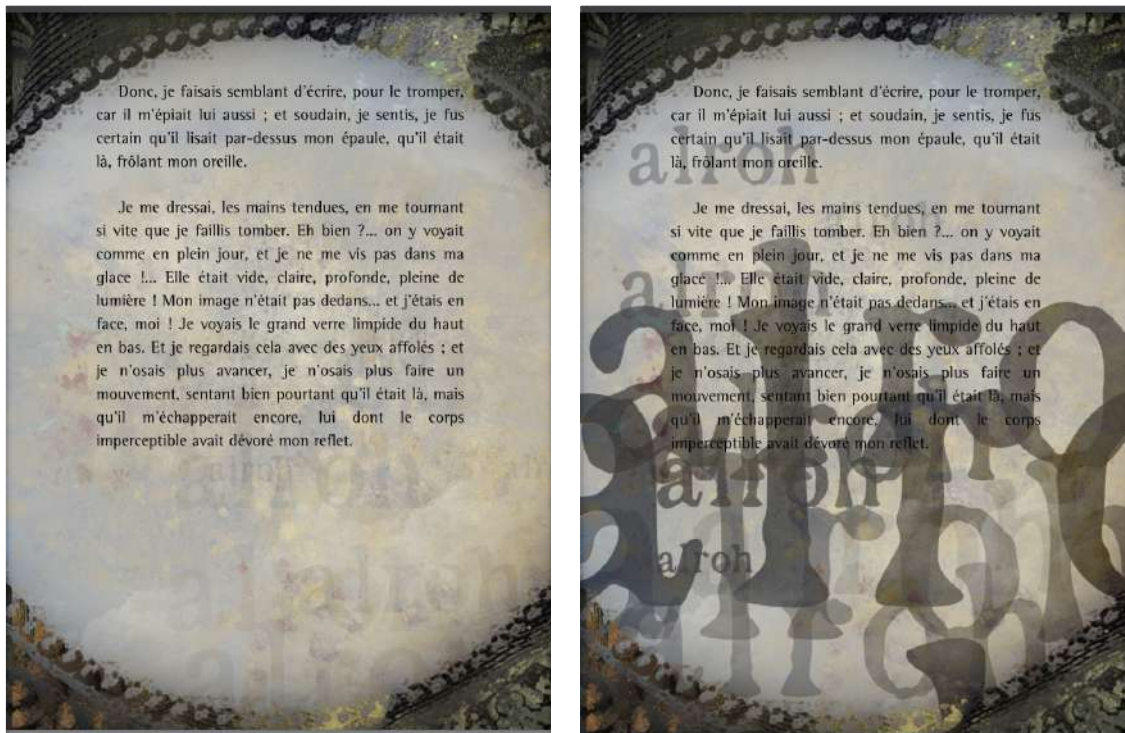 Donc, je faisais semblant d'écrire, pour le tromper,
car il m'épiait lui aussi ; et soudain, je sentis, je fus
certain qu'il lisait par-dessus mon épaule, qu'il était
là, frôlant mon oreille.
Je me dressai, les mains tendues, en me tournant
si vite que je faillis tomber. Eh bien ?... on y voyait
comme en plein jour, et je ne me vis pas dans ma
glace !... Elle était vide, claire, profonde, pleine de
lumière ! Mon image n'était pas dedans... et j'étais en
face, moi ! Je voyais le grand verre limpide du haut
en bas. Et je regardais cela avec des yeux affolés ; et
je n'osais plus avancer, je n'osais plus faire un
mouvement, sentant bien pourtant qu'il était là, mais
qu'il m'échapperait encore, lui dont le corps
imperceptible avait dévoré mon reflet.
alroh
alroh
alroh
Donc, je faisais semblant d'écrire, pour le tromper,
car il m'épiait lui aussi ; et soudain, je sentis, je fus
certain qu'il lisait par-dessus mon épaule, qu'il était
là, frôlant mon oreille.
alroh
Je me dressai, les mains tendues, en me tournant
si vite que je faillis tomber. Eh bien ?... on y voyait
comme en plein jour, et je ne me vis pas dans ma
glace !... Elle était vide, claire, profonde, pleine de
lumière ! Mon image n'était pas dedans... et j'étais en
face, moi ! Je voyais le grand verre limpide du haut
en bas. Et je regardais cela avec des yeux affolés ; et
je n'osais plus avancer, je n'osais plus faire un
mouvement, sentant bien pourtant qu'il était là, mais
qu'il m'échapperait encore, lui dont le corps
imperceptible avait dévoré mon reflet.
alroh
alroh
alroh